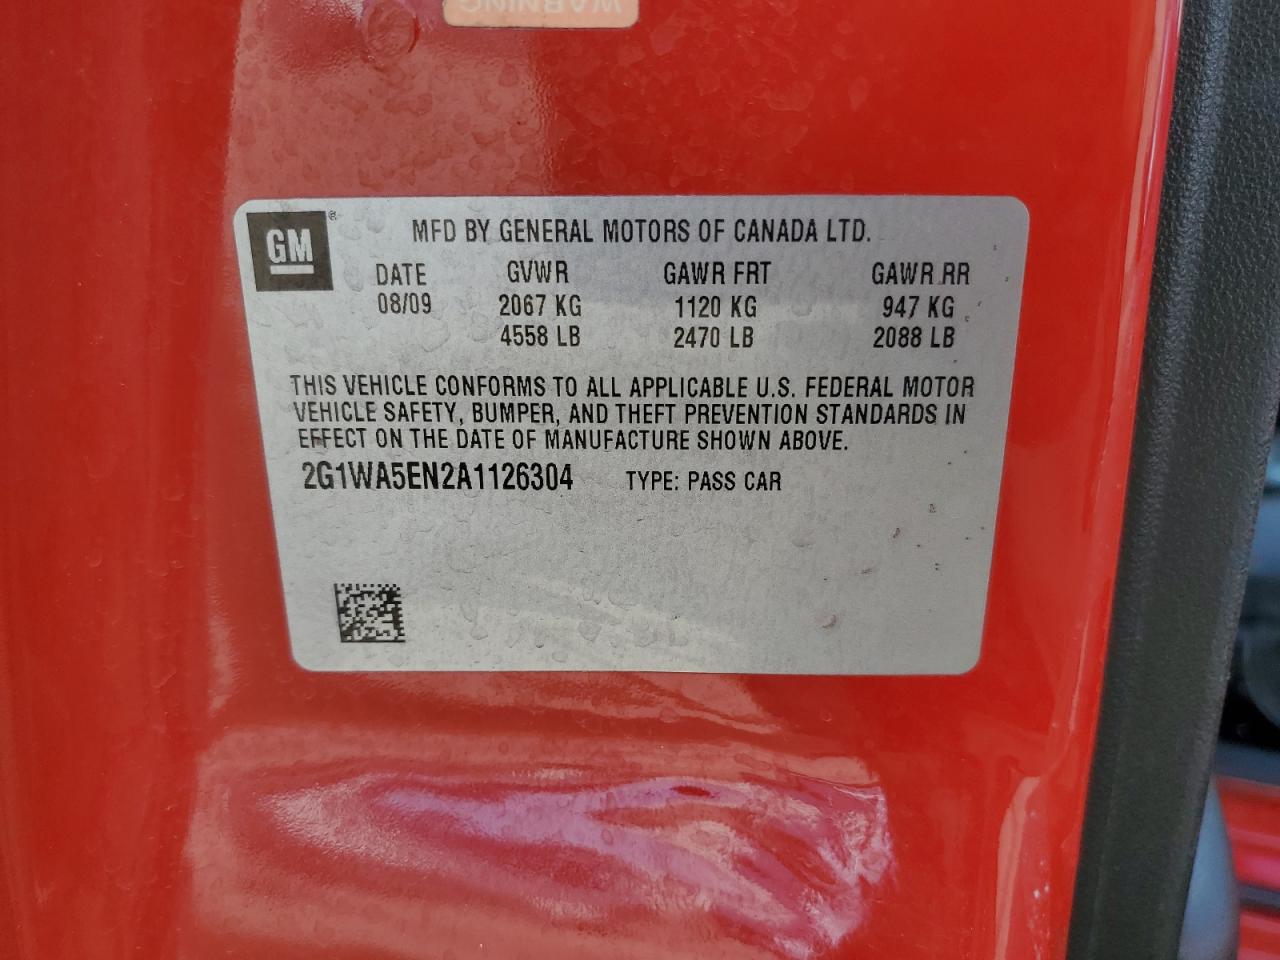 WARNING
GM ®
MFD BY GENERAL MOTORS OF CANADA LTD.
DATE GVWR GAWR FRT GAWR RR
08/09 2067 KG 1120 KG 947 KG
4558 LB 2470 LB 2088 LB
THIS VEHICLE CONFORMS TO ALL APPLICABLE U.S. FEDERAL MOTOR
VEHICLE SAFETY, BUMPER, AND THEFT PREVENTION STANDARDS IN
EFFECT ON THE DATE OF MANUFACTURE SHOWN ABOVE.
2G1WA5EN2A1126304 TYPE: PASS CAR